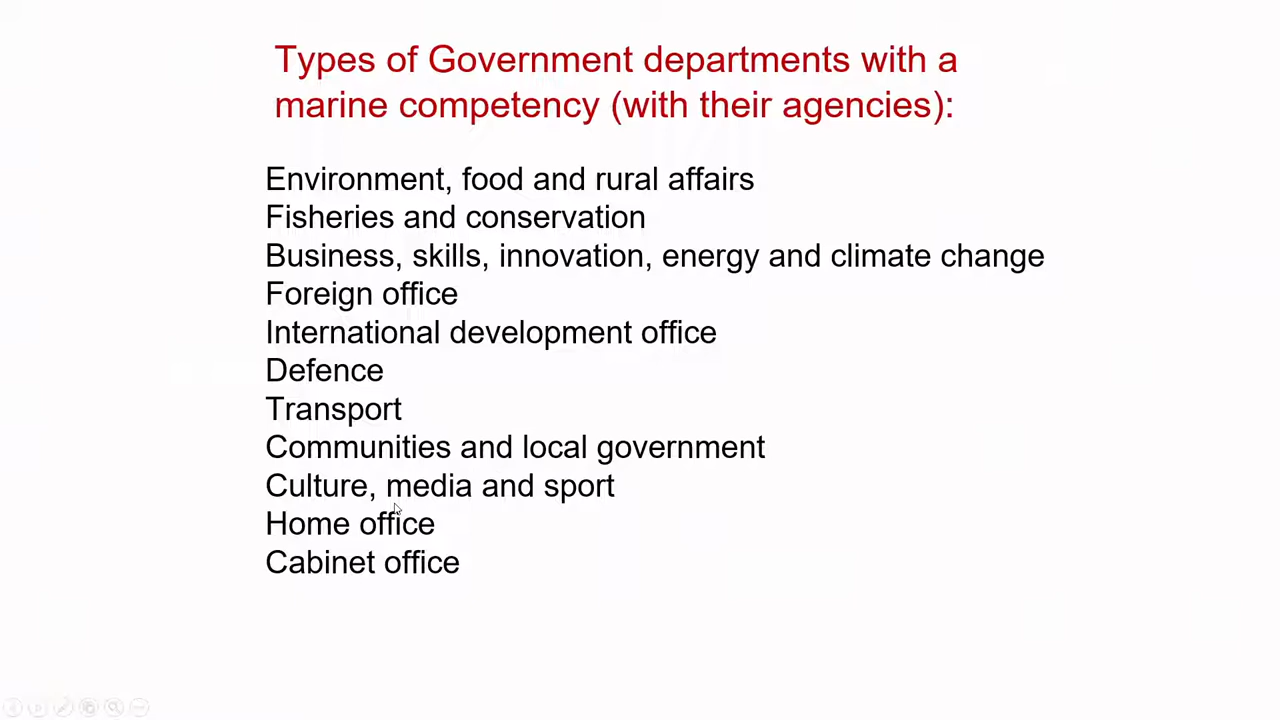 Types of Government departments with a
marine competency (with their agencies):
Environment, food and rural affairs
Fisheries and conservation
Business, skills, innovation, energy and climate change
Foreign office
International development office
Defence
Transport
Communities and local government
Culture, media and sport
Home office
Cabinet office